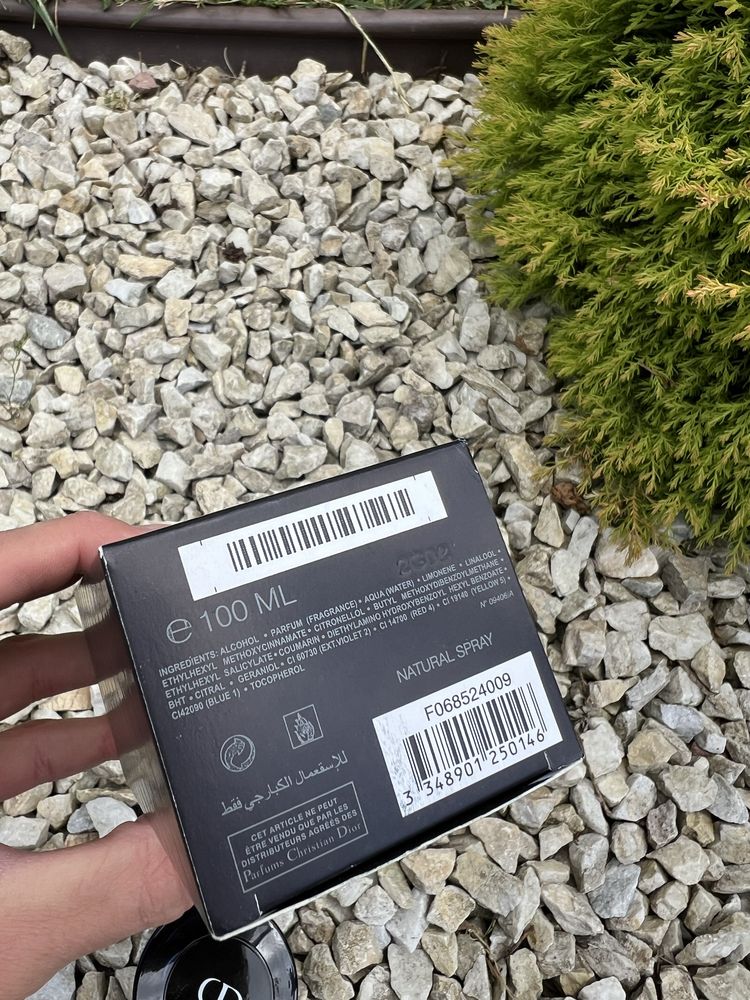 ℮ 100 ML
INGREDIENTS: ALCOHOL • PARFUM (FRAGRANCE) • AQUA (WATER) • LIMONENE • LINALOOL •
ETHYLHEXYL METHOXYCINNAMATE • CITRONELLOL • BUTYL METHOXYDIBENZOYLMETHANE •
ETHYLHEXYL SALICYLATE • COUMARIN • DIETHYLAMINO HYDROXYBENZOYL HEXYL BENZOATE •
BHT • CITRAL • GERANIOL • CI 60730 (EXT.VIOLET 2) • CI 14700 (RED 4) • CI 19140 (YELLOW 5) •
CI42090 (BLUE 1) • TOCOPHEROL
N° 09406/A
NATURAL SPRAY
F068524009
3 348901 250146
للإستعمال الخارجي فقط
CET ARTICLE NE PEUT
ÊTRE VENDU QUE PAR LES
DISTRIBUTEURS AGRÉÉS DES
Parfums Christian Dior